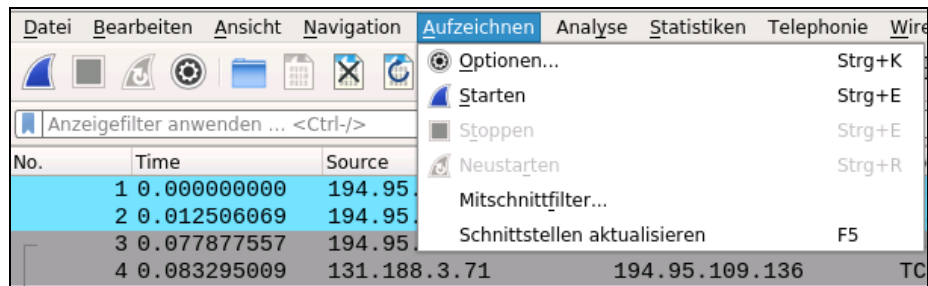 Datei Bearbeiten Ansicht Navigation Aufzeichnen Analyse Statistiken Telephonie Wire
Optionen... Strg+K
Starten Strg+E
Anzeigefilter anwenden ... <Ctrl-/> Stoppen Strg+E
No. Time Source Neustarten Strg+R
1 0.000000000 194.95. Mitschnittfilter...
2 0.012506069 194.95.
3 0.077877557 194.95. Schnittstellen aktualisieren F5
4 0.083295009 131.188.3.71 194.95.109.136 TC